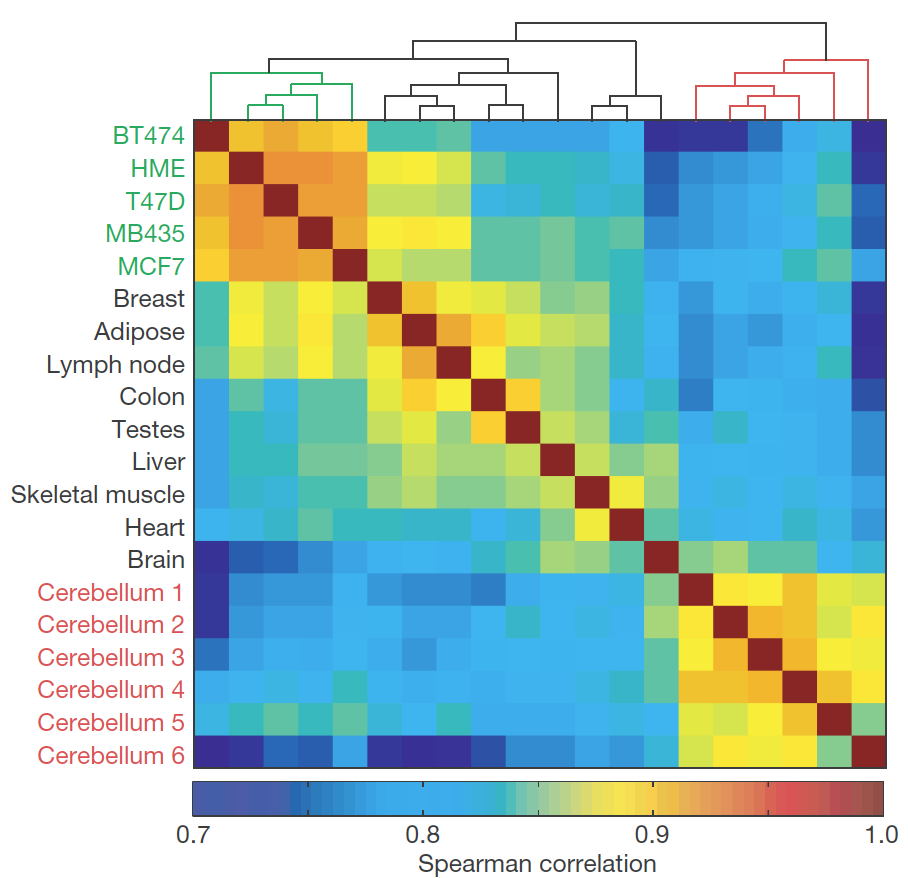 BT474
HME
T47D
MB435
MCF7
Breast
Adipose
Lymph node
Colon
Testes
Liver
Skeletal muscle
Heart
Brain
Cerebellum 1
Cerebellum 2
Cerebellum 3
Cerebellum 4
Cerebellum 5
Cerebellum 6
0.7 0.8 0.9 1.0
Spearman correlation